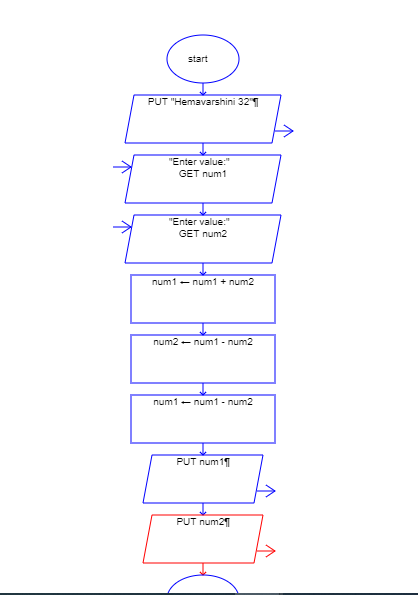 start
PUT "Hemavarshini 32"¶
"Enter value:"
GET num1
"Enter value:"
GET num2
num1 ← num1 + num2
num2 ← num1 - num2
num1 ← num1 - num2
PUT num1¶
PUT num2¶